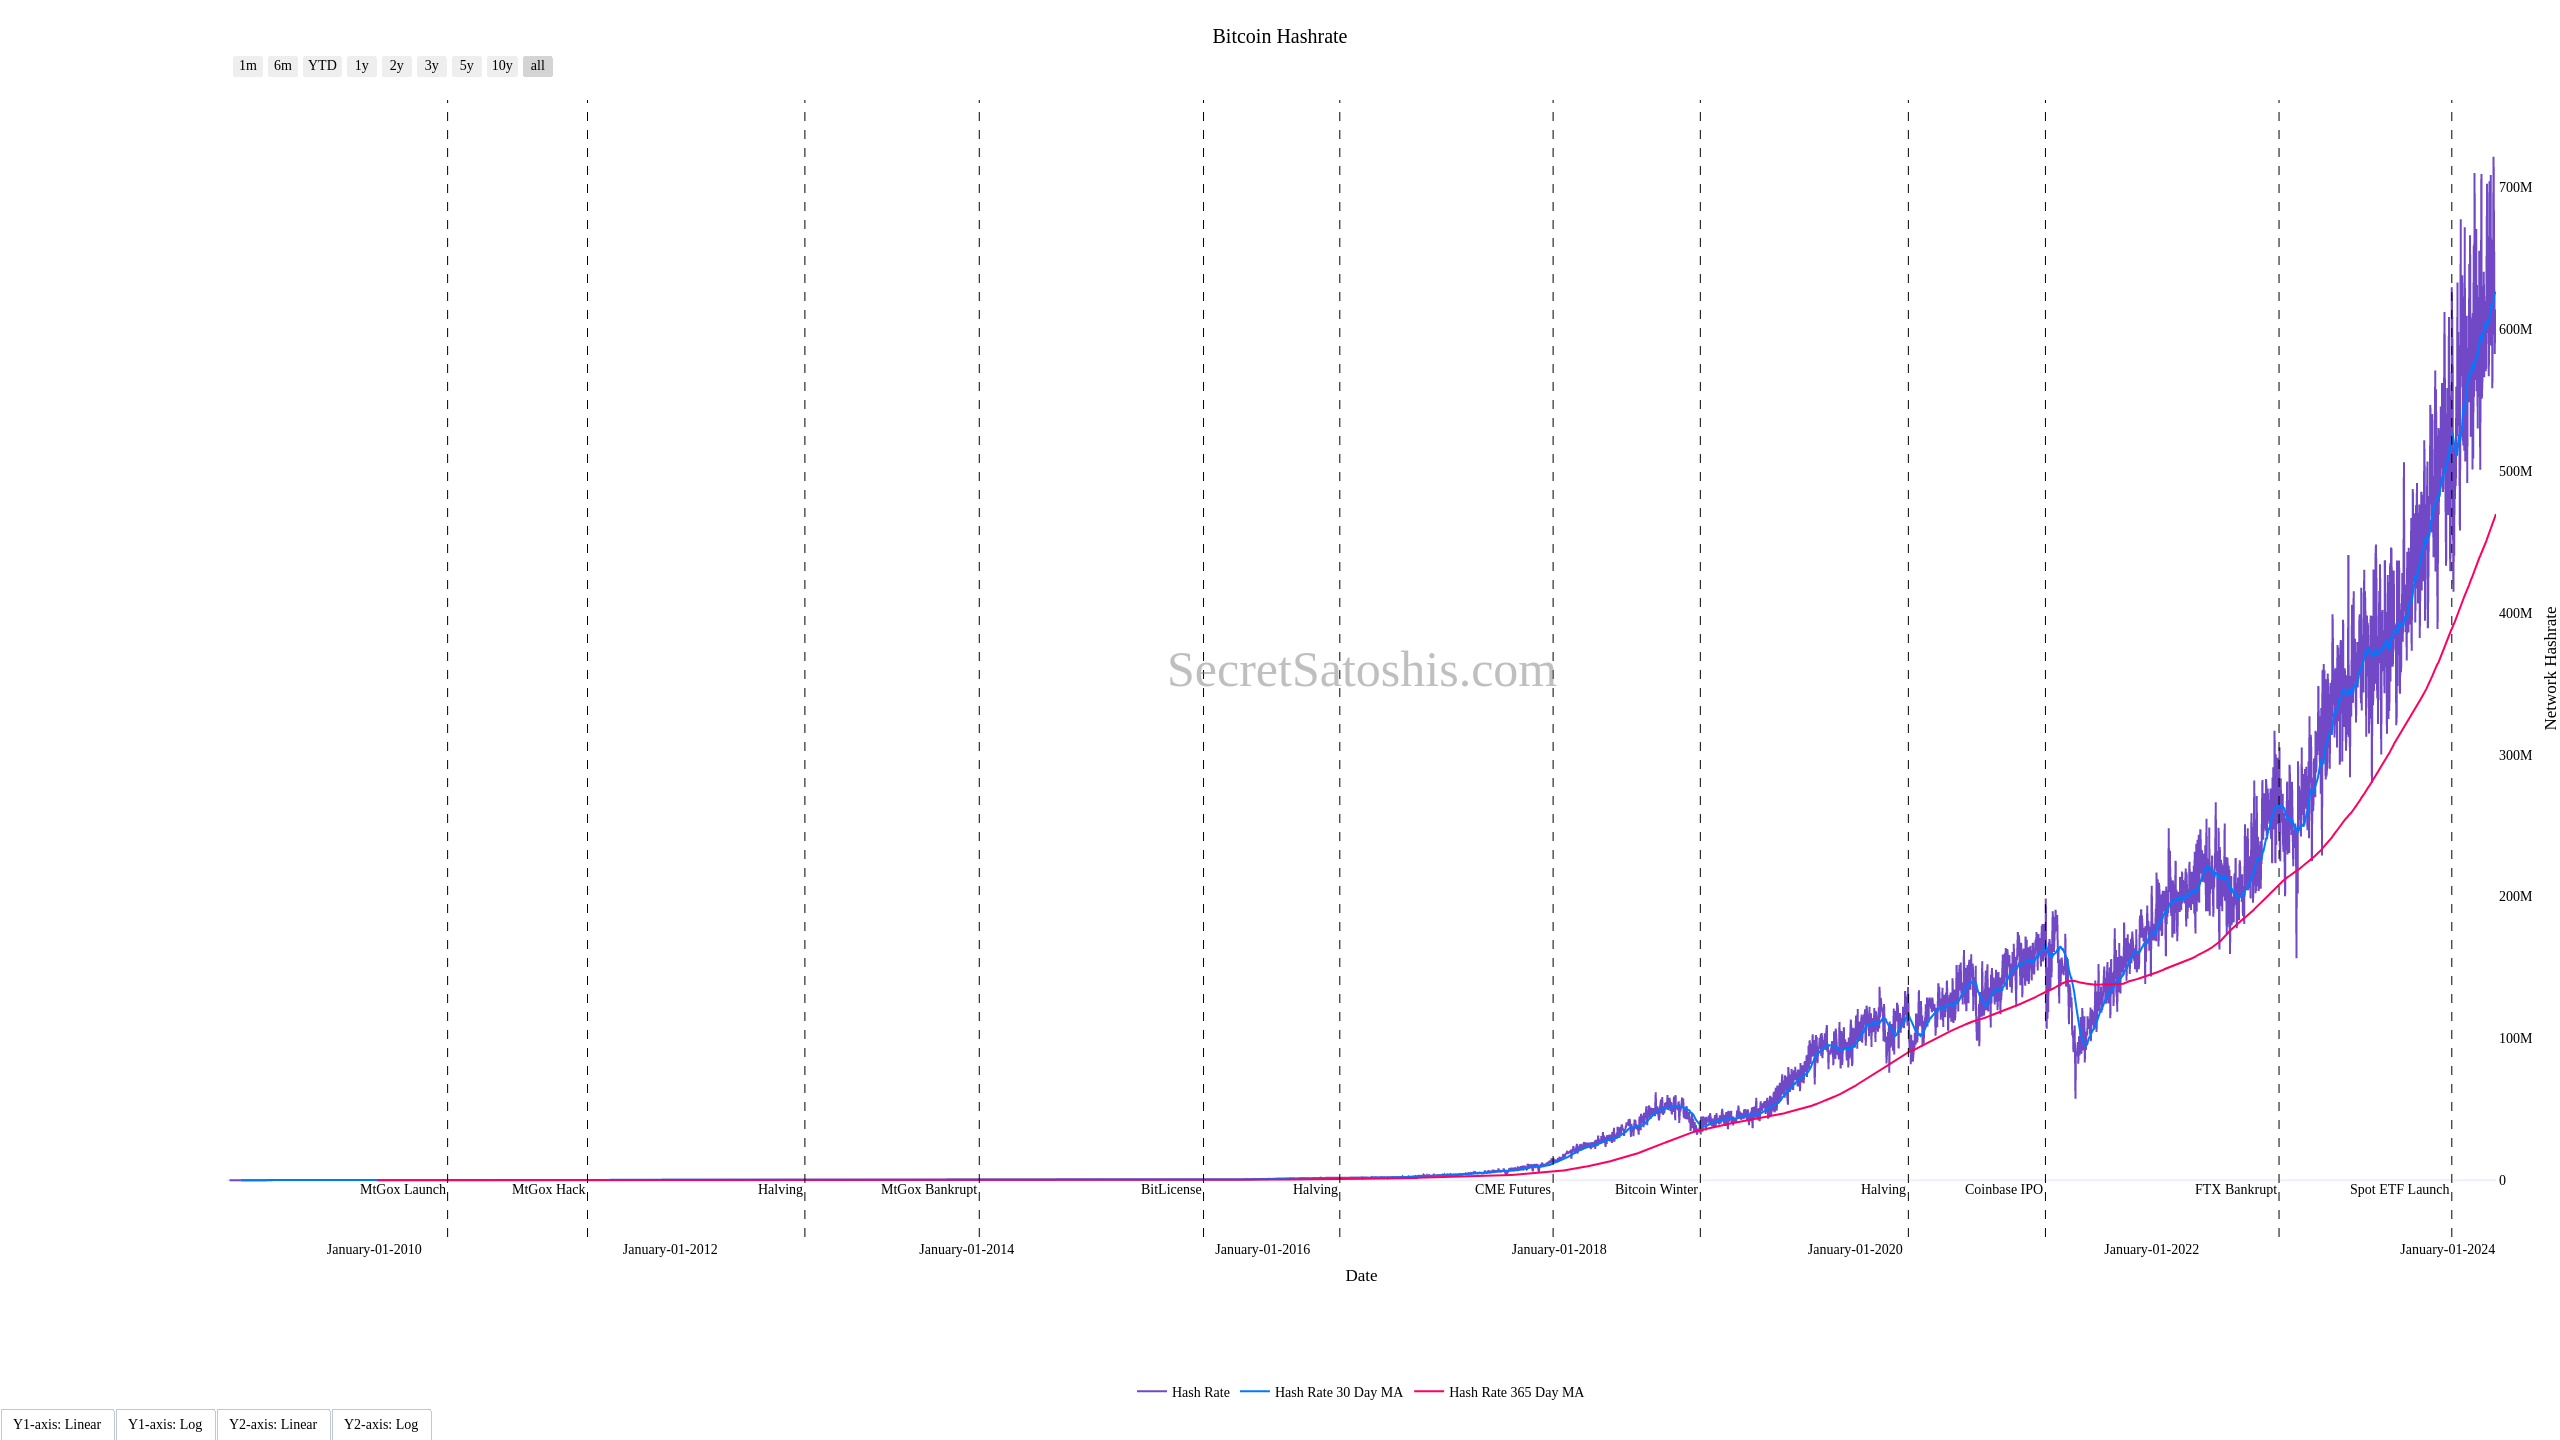 Bitcoin Hashrate
1m 6m YTD 1y 2y 3y 5y 10y all
700M
600M
500M
400M
300M
200M
100M
0
Network Hashrate
SecretSatoshis.com
MtGox Launch MtGox Hack Halving MtGox Bankrupt BitLicense Halving CME Futures Bitcoin Winter Halving Coinbase IPO FTX Bankrupt Spot ETF Launch
January-01-2010 January-01-2012 January-01-2014 January-01-2016 January-01-2018 January-01-2020 January-01-2022 January-01-2024
Date
Hash Rate Hash Rate 30 Day MA Hash Rate 365 Day MA
Y1-axis: Linear Y1-axis: Log Y2-axis: Linear Y2-axis: Log